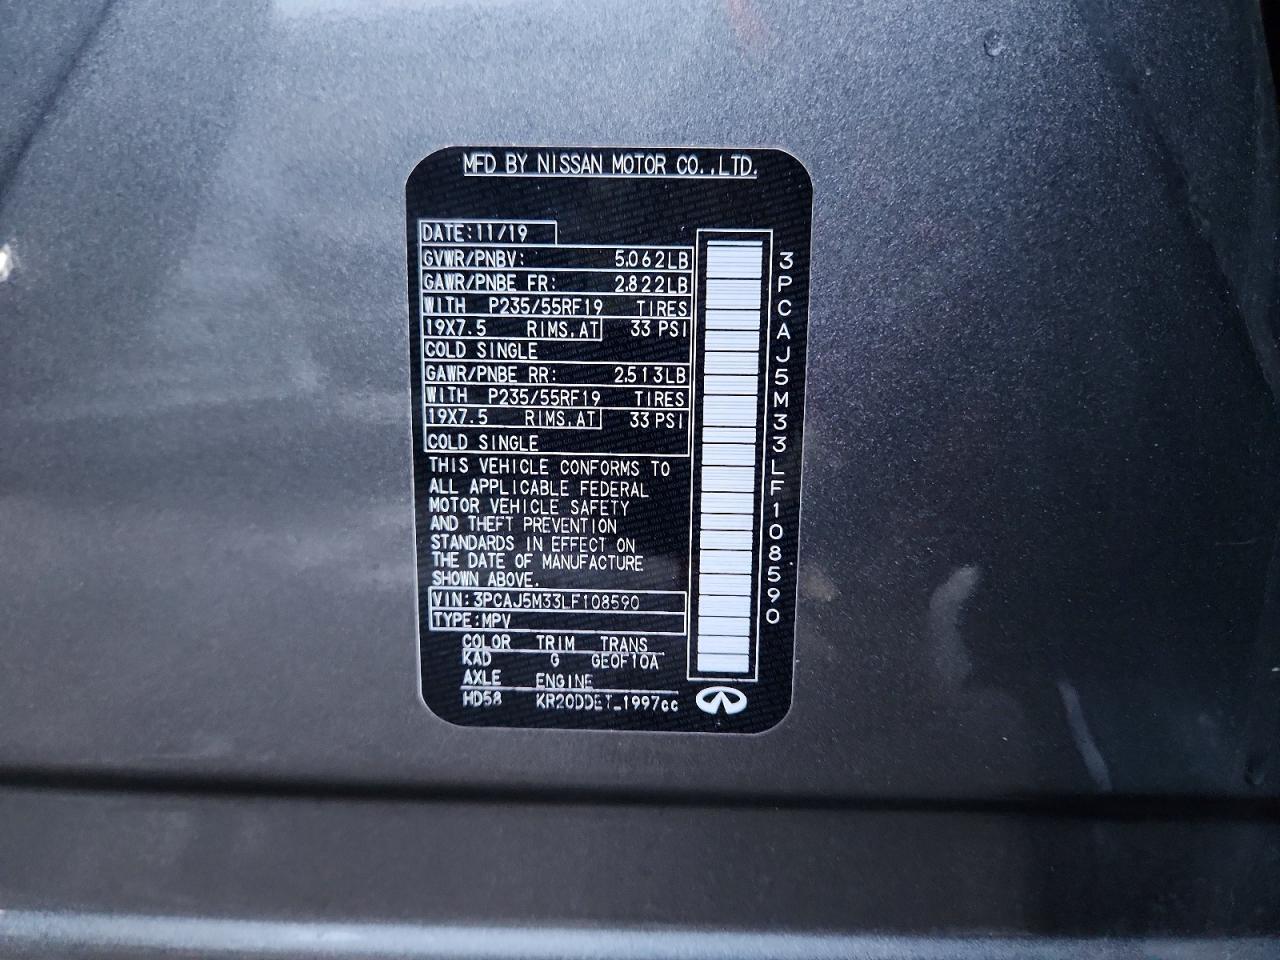 MFD BY NISSAN MOTOR CO.,LTD.
DATE:11/19
GVWR/PNBV: 5,062LB
GAWR/PNBE FR: 2,822LB
WITH P235/55RF19 TIRES
19X7.5 RIMS,AT 33 PSI
COLD SINGLE
GAWR/PNBE RR: 2,513LB
WITH P235/55RF19 TIRES
19X7.5 RIMS,AT 33 PSI
COLD SINGLE
THIS VEHICLE CONFORMS TO
ALL APPLICABLE FEDERAL
MOTOR VEHICLE SAFETY
AND THEFT PREVENTION
STANDARDS IN EFFECT ON
THE DATE OF MANUFACTURE
SHOWN ABOVE.
VIN:3PCAJ5M33LF108590
TYPE:MPV
COLOR TRIM TRANS
KAD G GE0F10A
AXLE ENGINE
HD58 KR20DDET_1997cc
3PCAJ5M33LF108590